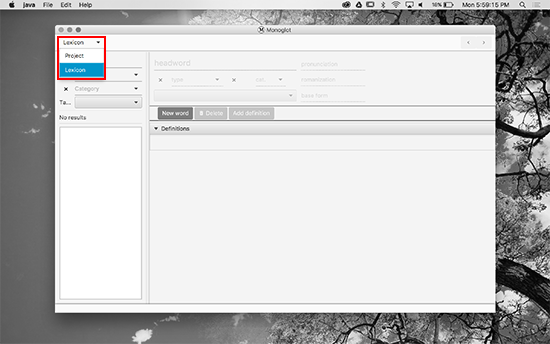 java File Edit Help 16% Mon 5:59:15 PM
Monoglot
Lexicon
Project
Lexicon
Category
Ta...
No results
headword
pronunciation
type
romanization
base form
New word Delete Add definition
Definitions